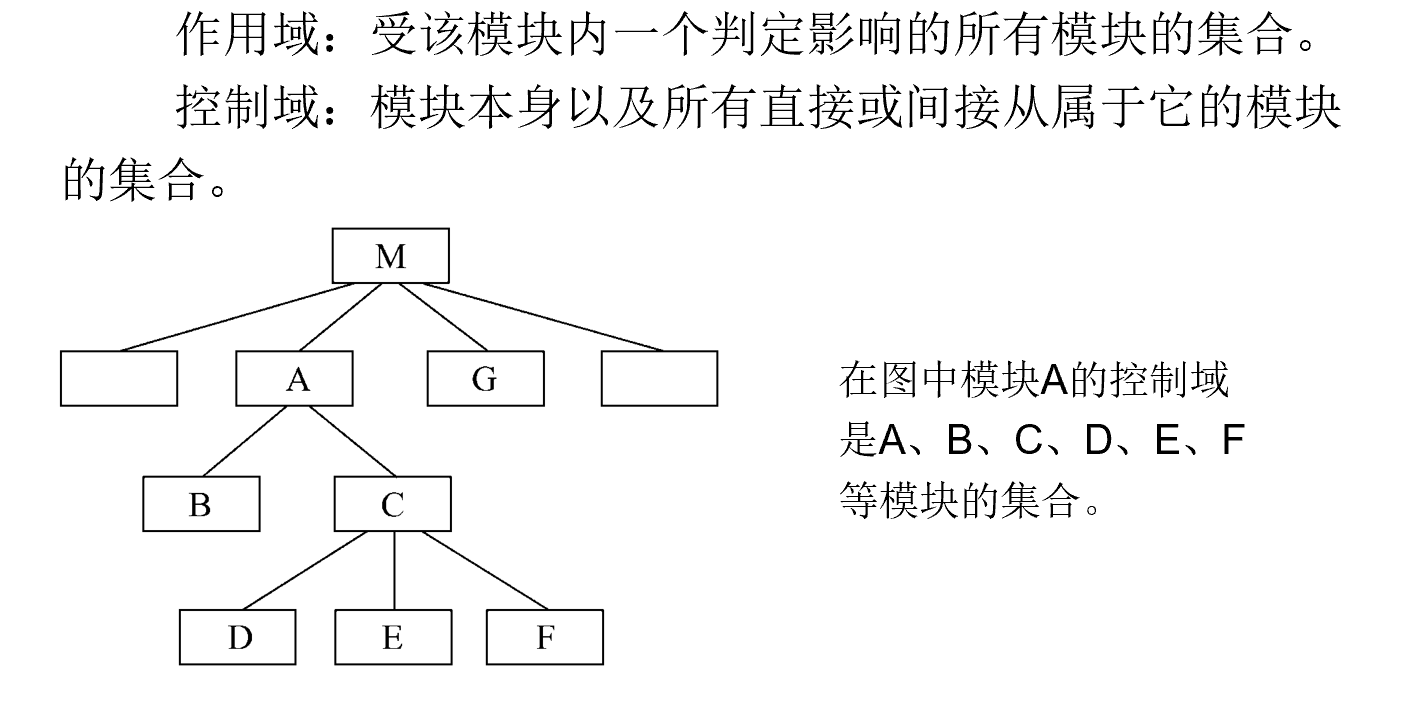 作用域：受该模块内一个判定影响的所有模块的集合。
控制域：模块本身以及所有直接或间接从属于它的模块
的集合。
M
A
G
在图中模块A的控制域
是A、B、C、D、E、F
等模块的集合。
B
C
D
E
F